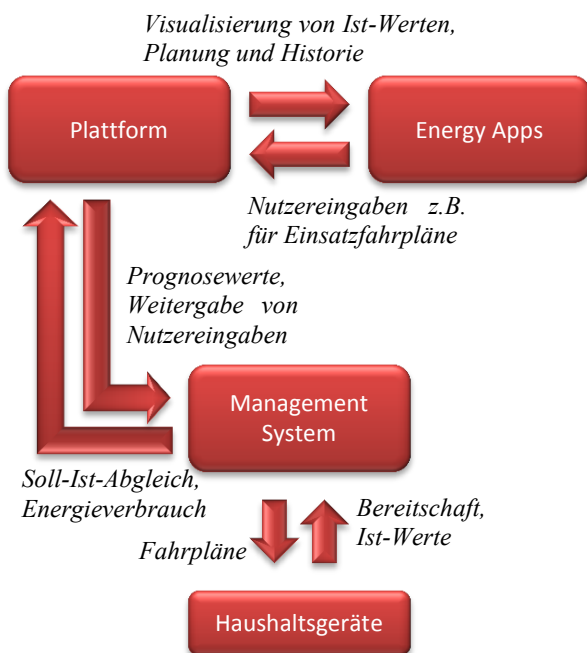 Visualisierung von Ist-Werten,
Planung und Historie
Plattform
Energy Apps
Nutzereingaben z.B.
für Einsatzfahrpläne
Prognosewerte,
Weitergabe von
Nutzereingaben
Management
System
Soll-Ist-Abgleich,
Energieverbrauch
Bereitschaft,
Ist-Werte
Fahrpläne
Haushaltsgeräte